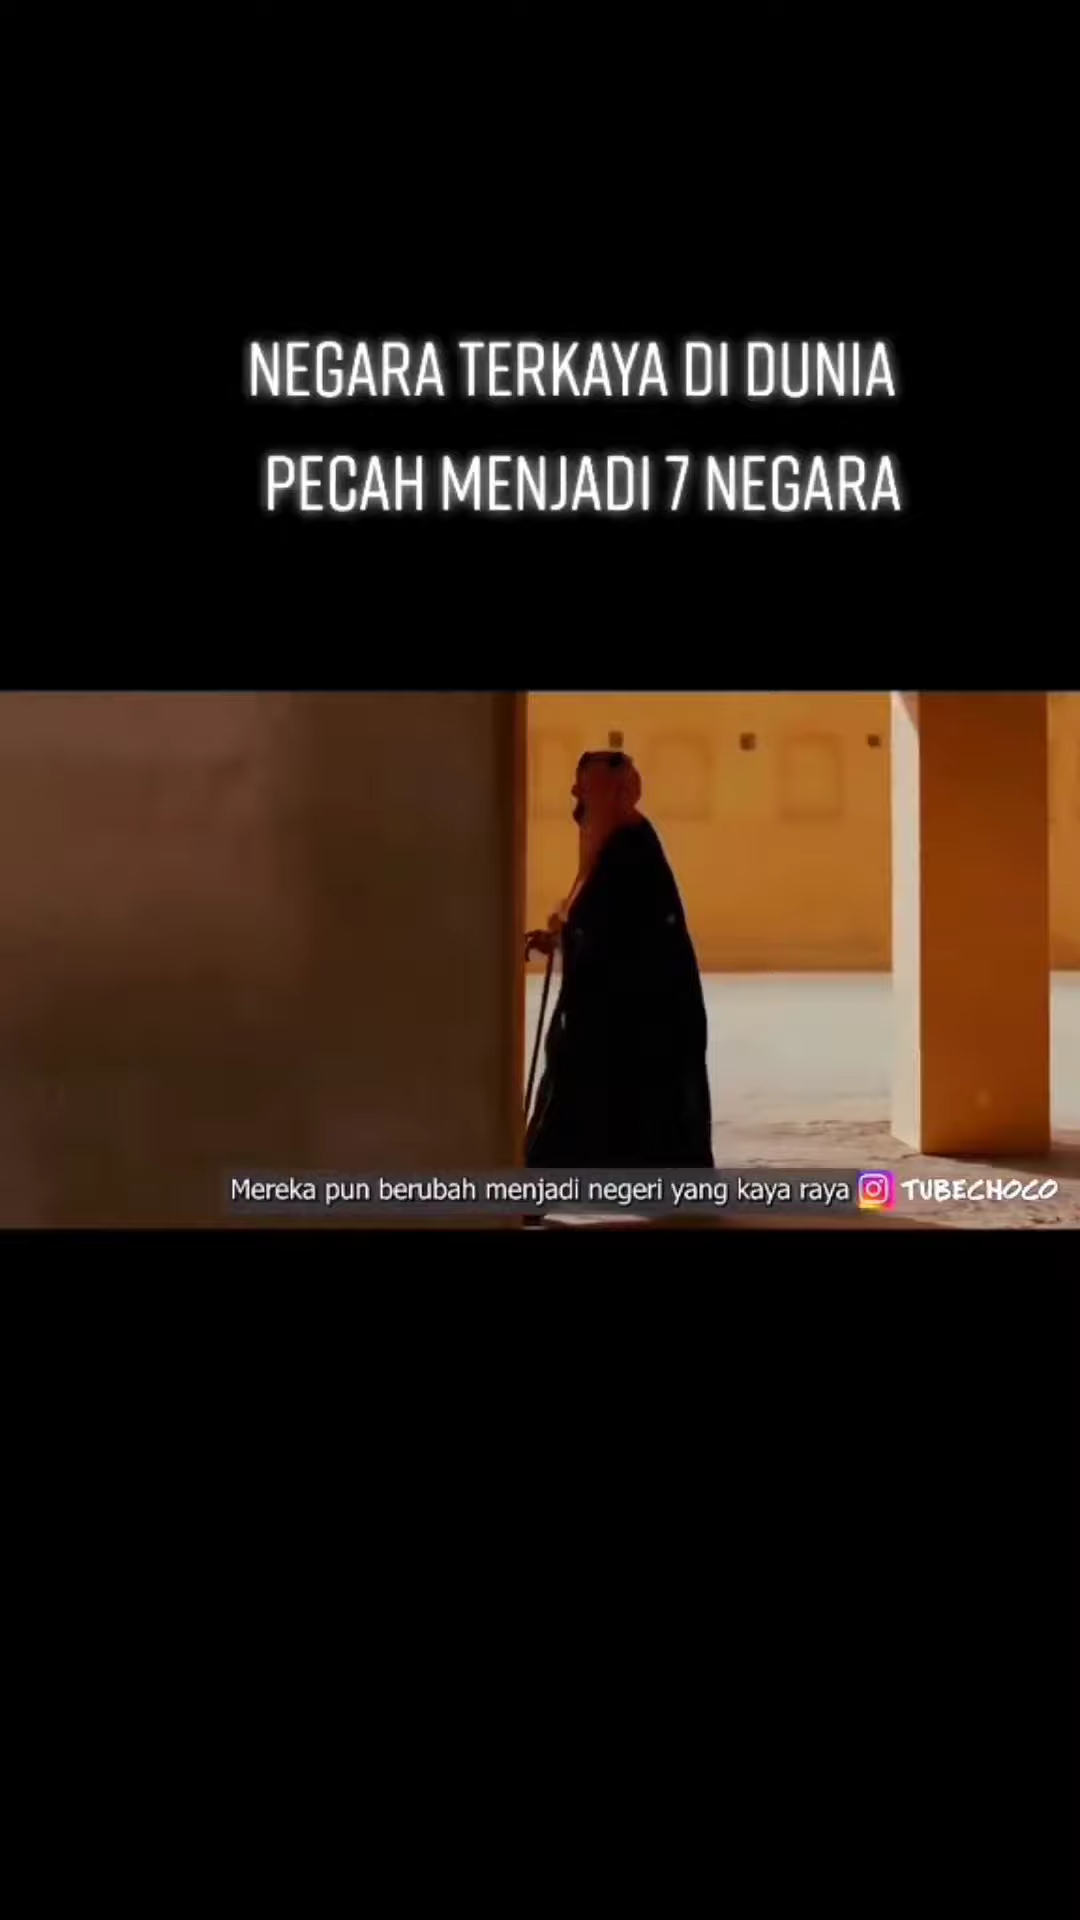 NEGARA TERKAYA DI DUNIA
PECAH MENJADI 7 NEGARA
Mereka pun berubah menjadi negeri yang kaya raya TUBECHOCO